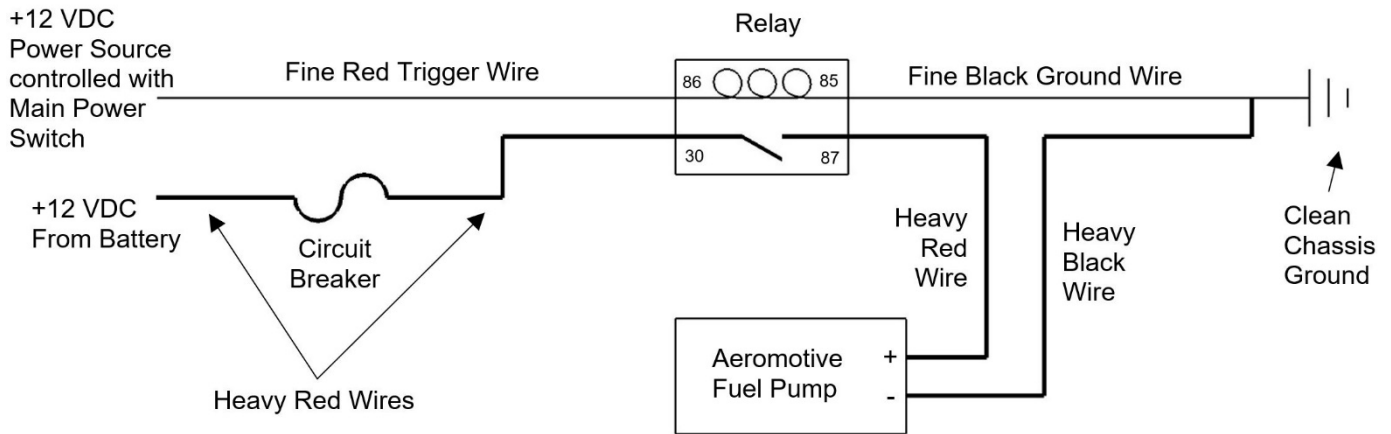 +12 VDC
Power Source
controlled with
Main Power
Switch
Fine Red Trigger Wire
Relay
86
85
30
87
Fine Black Ground Wire
+12 VDC
From Battery
Circuit
Breaker
Heavy Red Wires
Heavy
Red
Wire
Heavy
Black
Wire
Clean
Chassis
Ground
Aeromotive
Fuel Pump
+
-